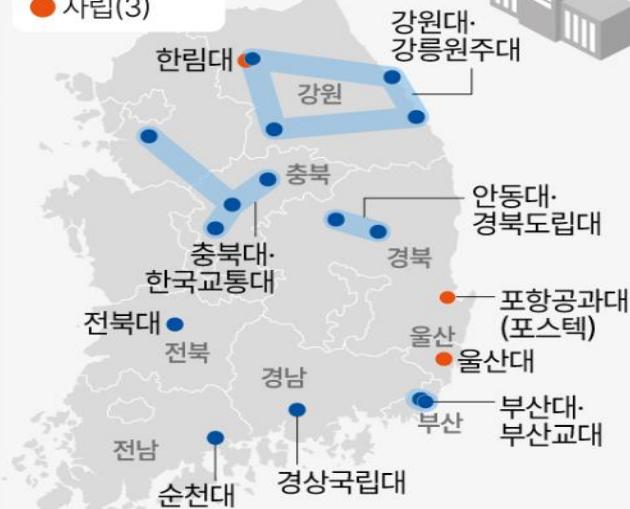 사립(3)
강원대·
강릉원주대
한림대
강원
충북
안동대·
경북도립대
충북대·
한국교통대
경북
포항공과대
(포스텍)
전북대
울산
전북
울산대
경남
부산대·
부산교대
부산
전남
경상국립대
순천대